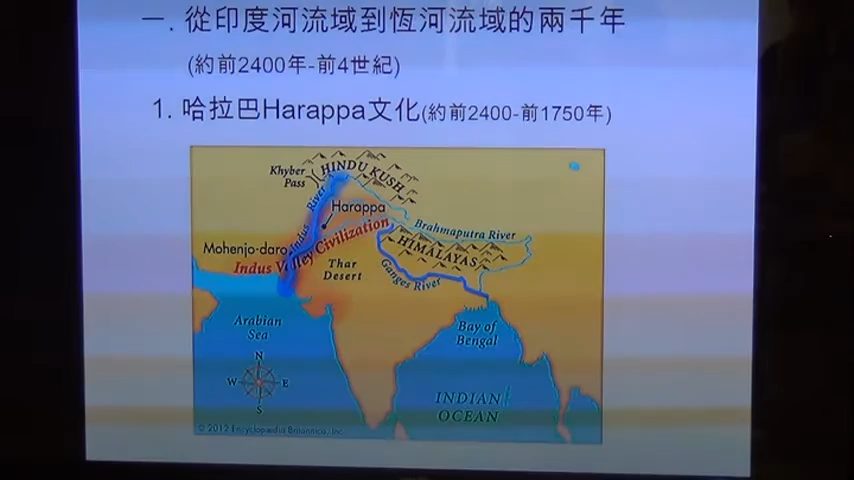 一. 從印度河流域到恆河流域的兩千年
(約前2400年-前4世紀)
1. 哈拉巴Harappa文化(約前2400-前1750年)
Khyber
Pass
HINDU KUSH
Indus River
Harappa
Brahmaputra River
Mohenjo-daro
Indus Valley Civilization
HIMALAYAS
Thar
Desert
Ganges River
Arabian
Sea
Bay of
Bengal
N
W
E
S
INDIAN
OCEAN
© 2012 Encyclopædia Britannica, Inc.